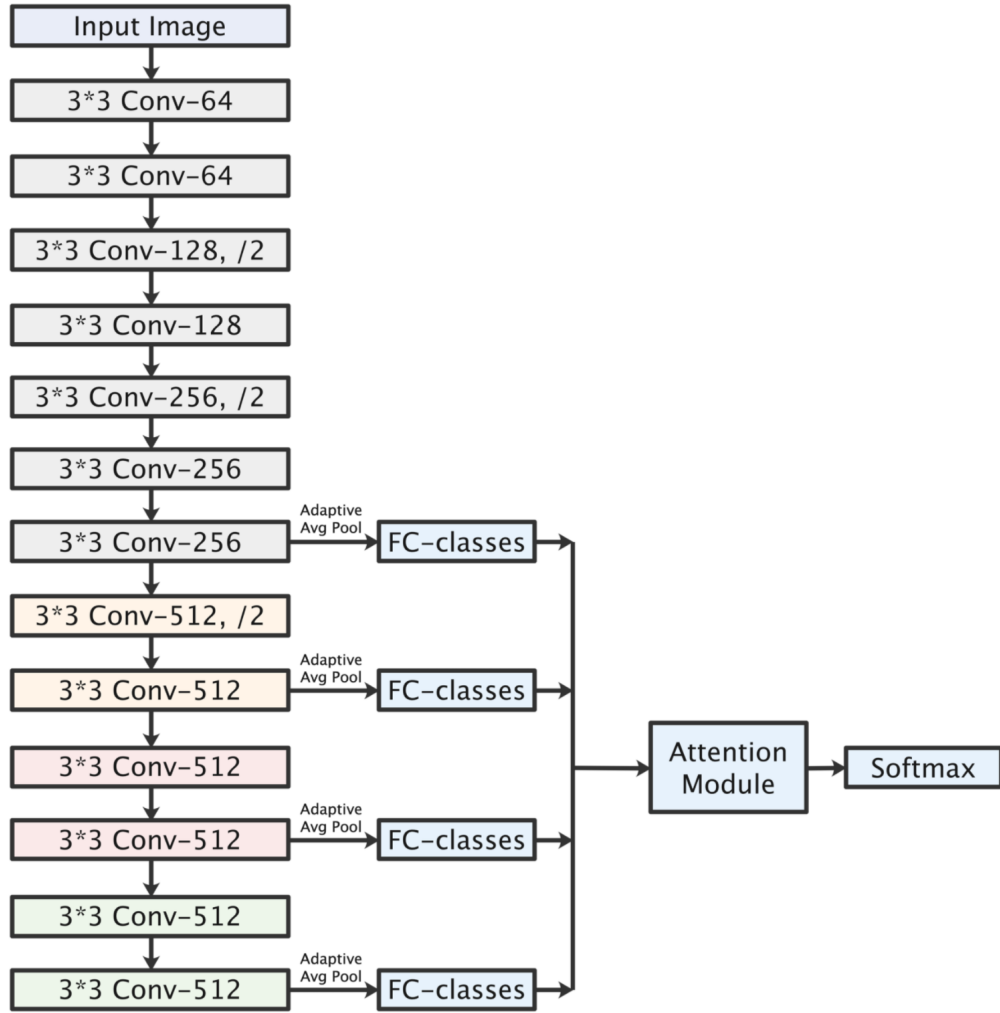 Input Image
3*3 Conv-64
3*3 Conv-64
3*3 Conv-128, /2
3*3 Conv-128
3*3 Conv-256, /2
3*3 Conv-256
3*3 Conv-256
Adaptive
Avg Pool
FC-classes
3*3 Conv-512, /2
3*3 Conv-512
Adaptive
Avg Pool
FC-classes
3*3 Conv-512
3*3 Conv-512
Adaptive
Avg Pool
FC-classes
3*3 Conv-512
3*3 Conv-512
Adaptive
Avg Pool
FC-classes
Attention
Module
Softmax